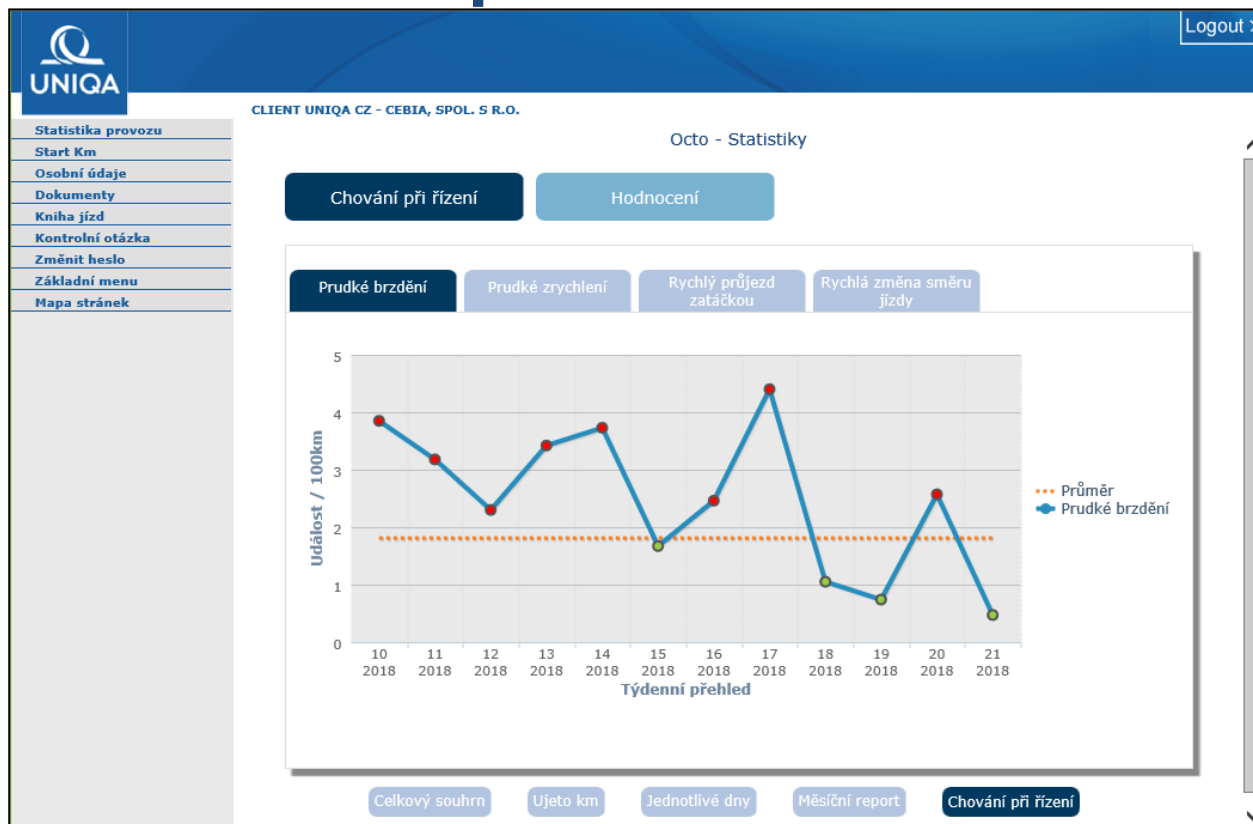 Logout
UNIQA
CLIENT UNIQA CZ - CEBIA, SPOL. S R.O.
Statistika provozu
Start Km
Osobní údaje
Dokumenty
Kniha jízd
Kontrolní otázka
Změnit heslo
Základní menu
Mapa stránek
Octo - Statistiky
Chování při řízení
Hodnocení
Prudké brzdění
Prudké zrychlení
Rychlý průjezd
zatáčkou
Rychlá změna směru
jízdy
Událost / 100km
5
4
3
2
1
0
10 11 12 13 14 15 16 17 18 19 20 21
2018 2018 2018 2018 2018 2018 2018 2018 2018 2018 2018 2018
Týdenní přehled
Průměr
Prudké brzdění
Celkový souhrn
Ujeto km
Jednotlivé dny
Měsíční report
Chování při řízení